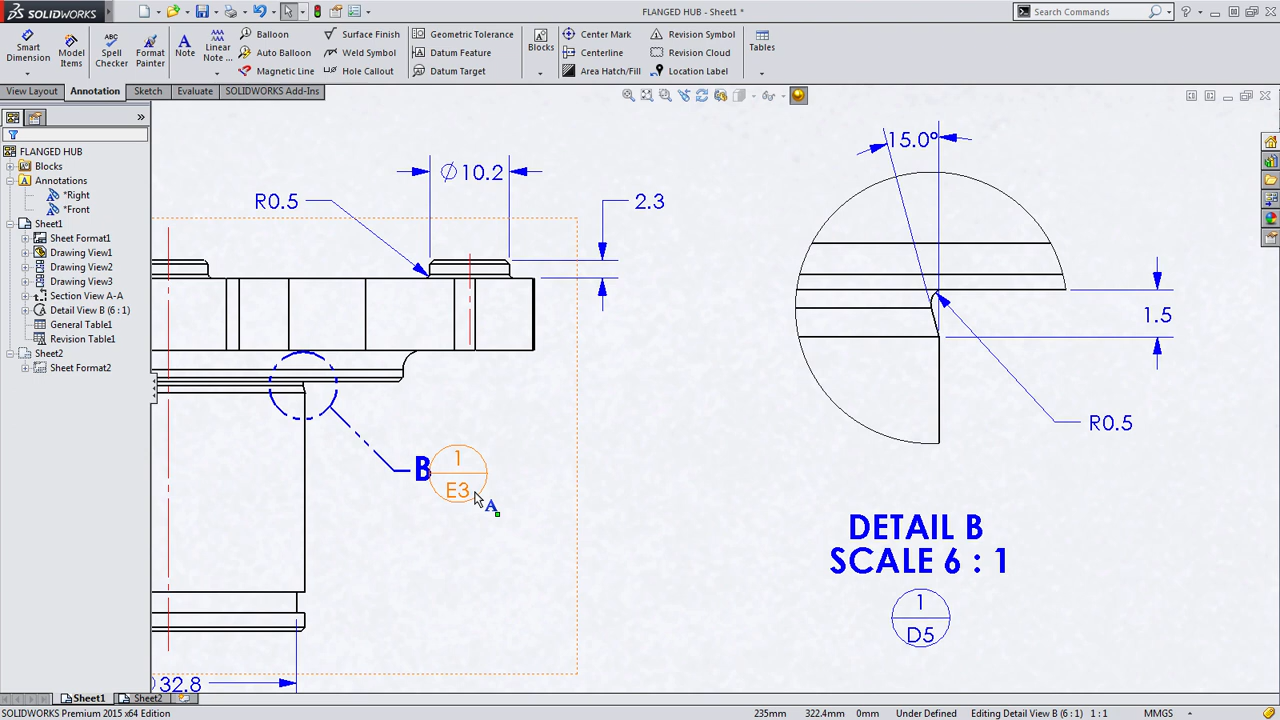 SOLIDWORKS
FLANGED HUB - Sheet1 *
Search Commands
Smart Dimension
Model Items
Spell Checker
Format Painter
Note
Linear Note ...
Balloon
Auto Balloon
Magnetic Line
Surface Finish
Weld Symbol
Hole Callout
Geometric Tolerance
Datum Feature
Datum Target
Blocks
Center Mark
Centerline
Area Hatch/Fill
Revision Symbol
Revision Cloud
Location Label
Tables
View Layout
Annotation
Sketch
Evaluate
SOLIDWORKS Add-Ins
FLANGED HUB
Blocks
Annotations
*Right
*Front
Sheet1
Sheet Format1
Drawing View1
Drawing View2
Drawing View3
Section View A-A
Detail View B (6 : 1)
General Table1
Revision Table1
Sheet2
Sheet Format2
∅10.2
R0.5
2.3
15.0°
1.5
R0.5
B
1
E3
A
DETAIL B
SCALE 6 : 1
1
D5
32.8
Sheet1
Sheet2
SOLIDWORKS Premium 2015 x64 Edition
235mm
322.4mm
0mm
Under Defined
Editing Detail View B (6 : 1)
1 : 1
MMGS